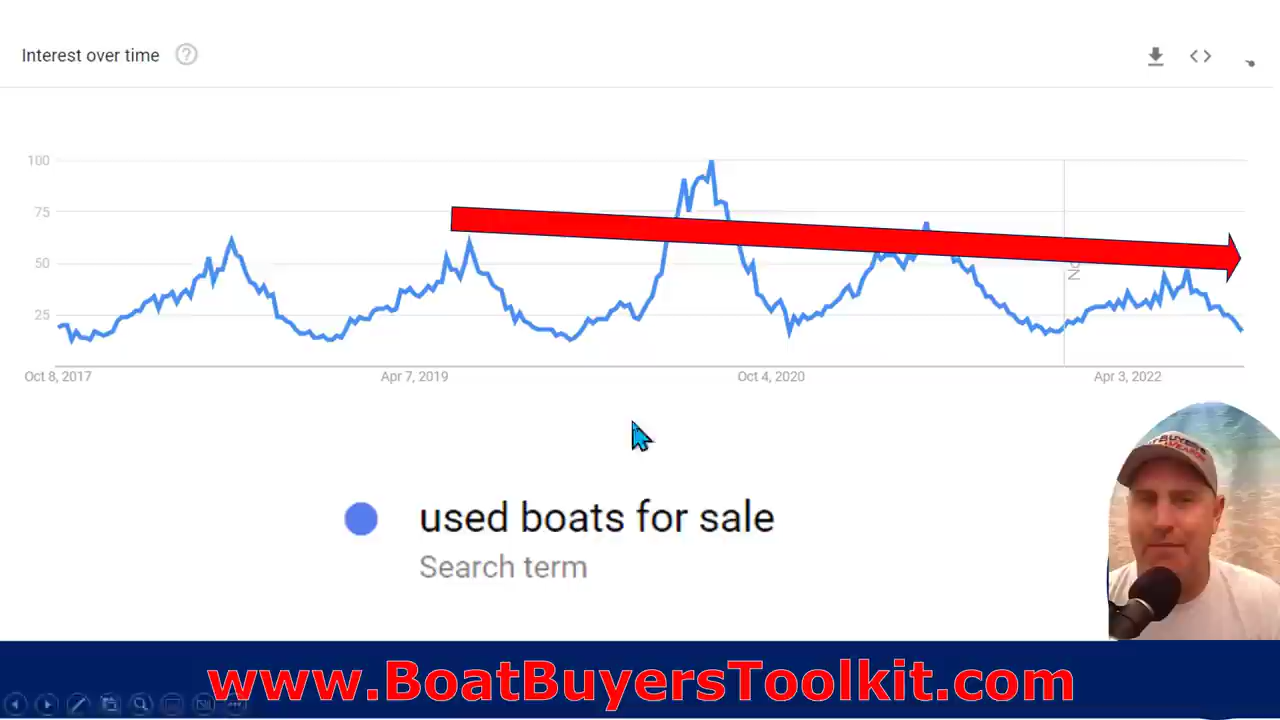 Interest over time
100
75
50
25
No
Oct 8, 2017
Apr 7, 2019
Oct 4, 2020
Apr 3, 2022
used boats for sale
Search term
www.BoatBuyersToolkit.com